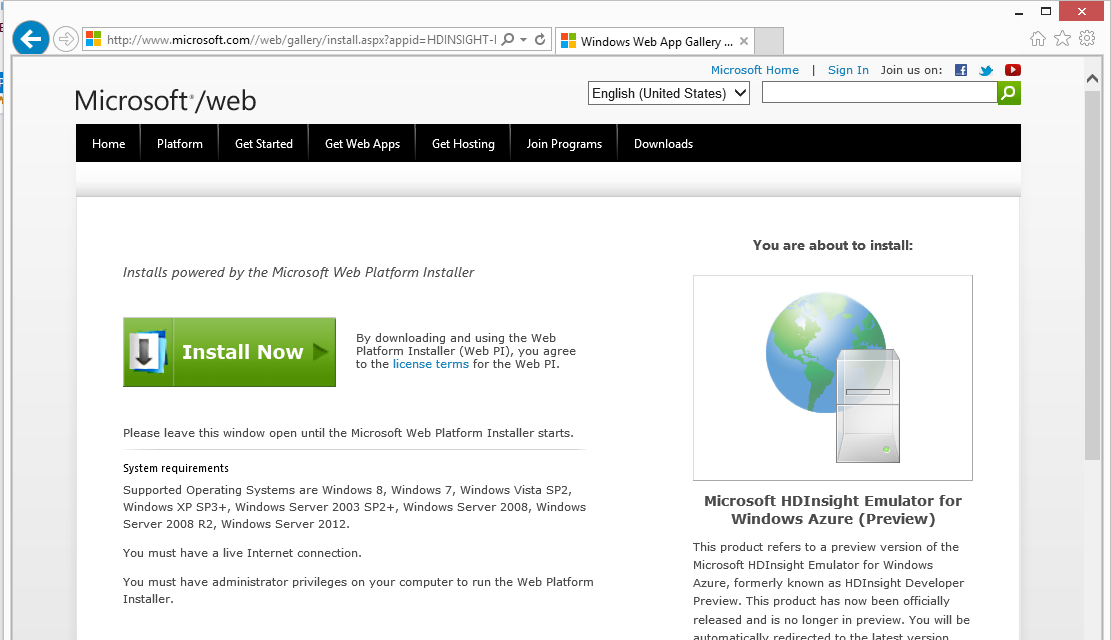 http://www.microsoft.com//web/gallery/install.aspx?appid=HDINSIGHT-
Windows Web App Gallery ...
Microsoft Home | Sign In Join us on:
Microsoft /web
English (United States)
Home Platform Get Started Get Web Apps Get Hosting Join Programs Downloads
Installs powered by the Microsoft Web Platform Installer
Install Now
By downloading and using the Web
Platform Installer (Web PI), you agree
to the license terms for the Web PI.
Please leave this window open until the Microsoft Web Platform Installer starts.
System requirements
Supported Operating Systems are Windows 8, Windows 7, Windows Vista SP2,
Windows XP SP3+, Windows Server 2003 SP2+, Windows Server 2008, Windows
Server 2008 R2, Windows Server 2012.
You must have a live Internet connection.
You must have administrator privileges on your computer to run the Web Platform
Installer.
You are about to install:
Microsoft HDInsight Emulator for
Windows Azure (Preview)
This product refers to a preview version of the
Microsoft HDInsight Emulator for Windows
Azure, formerly known as HDInsight Developer
Preview. This product has now been officially
released and is no longer in preview. You will be
automatically redirected to the latest version